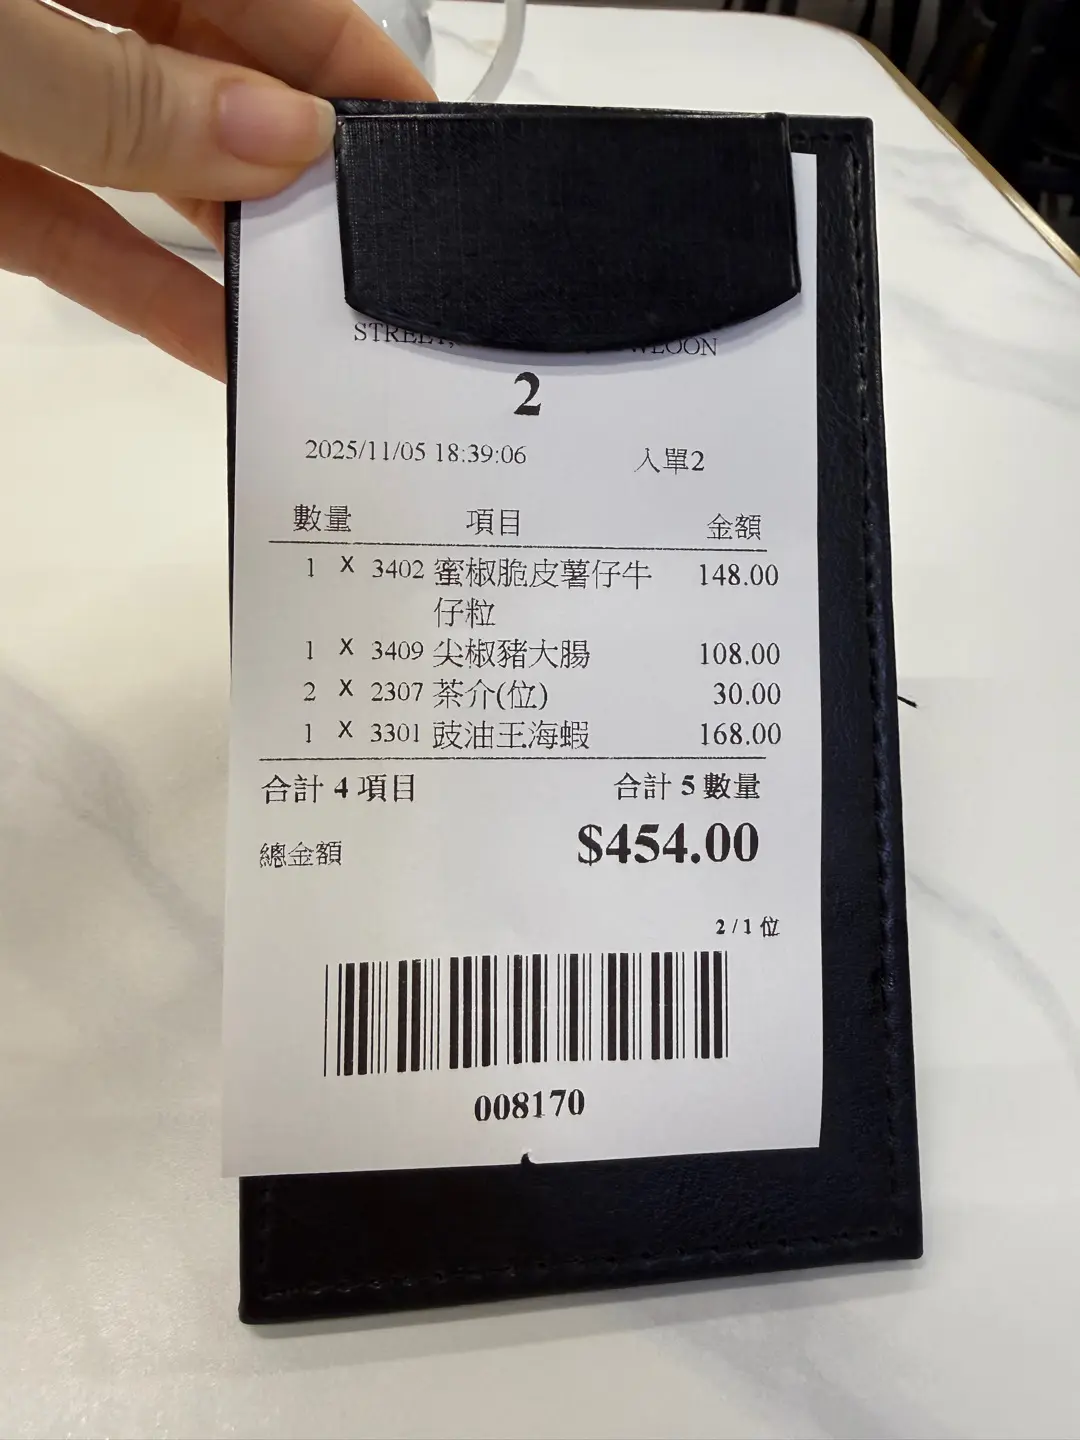 STREET,
2
2025/11/05 18:39:06 入單2
數量 項目 金額
1 X 3402 蜜椒脆皮薯仔牛 148.00
仔粒
1 X 3409 尖椒豬大腸 108.00
2 X 2307 茶介(位) 30.00
1 X 3301 豉油王海蝦 168.00
合計 4 項目 合計 5 數量
總金額 $454.00
2 / 1 位
008170